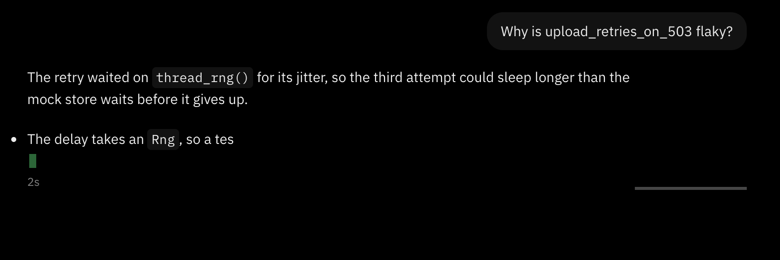 Why is upload_retries_on_503 flaky?
The retry waited on thread_rng() for its jitter, so the third attempt could sleep longer than the
mock store waits before it gives up.
The delay takes an Rng, so a tes
2s